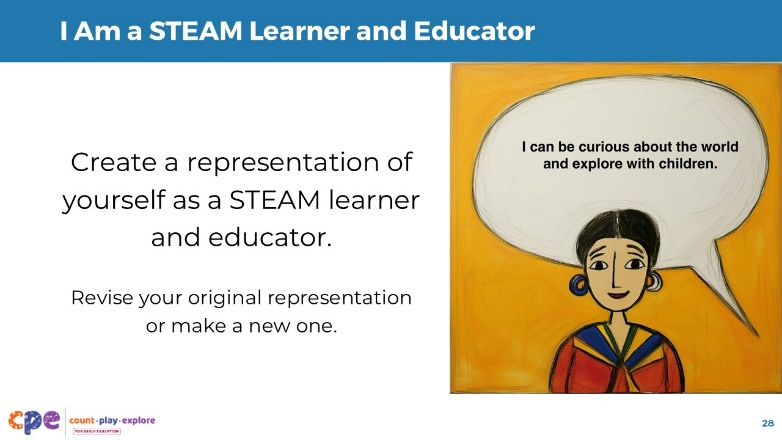 I Am a STEAM Learner and Educator
Create a representation of
yourself as a STEAM learner
and educator.
Revise your original representation
or make a new one.
I can be curious about the world
and explore with children.
cpe
count·play·explore
FOR EARLY EDUCATION
28